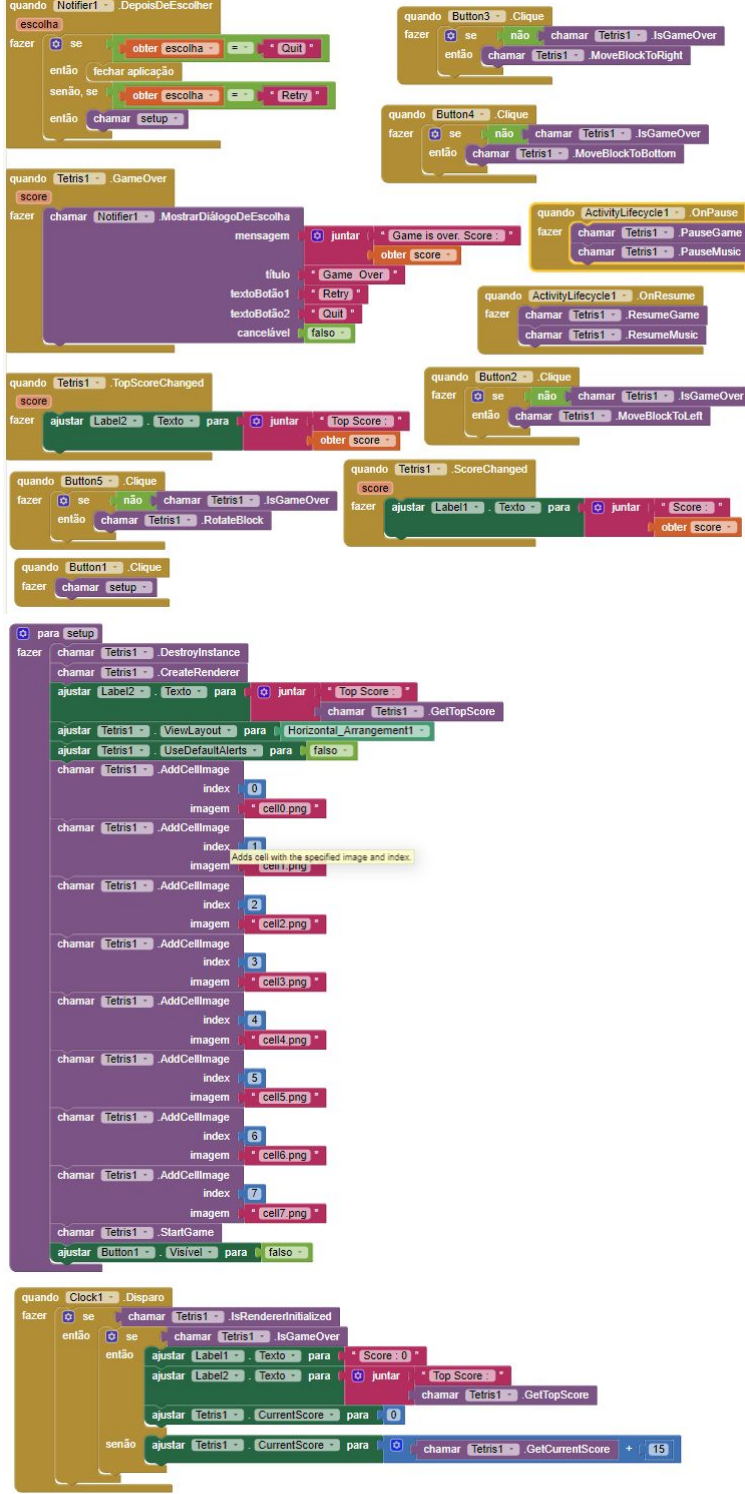 quando Notifier1 .DepoisDeEscolher
escolha
fazer se obter escolha = " Quit "
então fechar aplicação
senão, se obter escolha = " Retry "
então chamar setup
quando Button3 .Clique
fazer se não chamar Tetris1 .IsGameOver
então chamar Tetris1 .MoveBlockToRight
quando Button4 .Clique
fazer se não chamar Tetris1 .IsGameOver
então chamar Tetris1 .MoveBlockToBottom
quando Tetris1 .GameOver
score
fazer chamar Notifier1 .MostrarDiálogoDeEscolha
mensagem juntar " Game is over. Score : "
obter score
título " Game Over "
textoBotão1 " Retry "
textoBotão2 " Quit "
cancelável falso
quando ActivityLifecycle1 .OnPause
fazer chamar Tetris1 .PauseGame
chamar Tetris1 .PauseMusic
quando ActivityLifecycle1 .OnResume
fazer chamar Tetris1 .ResumeGame
chamar Tetris1 .ResumeMusic
quando Tetris1 .TopScoreChanged
score
fazer ajustar Label2 . Texto para juntar " Top Score : "
obter score
quando Button2 .Clique
fazer se não chamar Tetris1 .IsGameOver
então chamar Tetris1 .MoveBlockToLeft
quando Button5 .Clique
fazer se não chamar Tetris1 .IsGameOver
então chamar Tetris1 .RotateBlock
quando Tetris1 .ScoreChanged
score
fazer ajustar Label1 . Texto para juntar " Score : "
obter score
quando Button1 .Clique
fazer chamar setup
para setup
fazer chamar Tetris1 .DestroyInstance
chamar Tetris1 .CreateRenderer
ajustar Label2 . Texto para juntar " Top Score : "
chamar Tetris1 .GetTopScore
ajustar Tetris1 . ViewLayout para Horizontal_Arrangement1
ajustar Tetris1 . UseDefaultAlerts para falso
chamar Tetris1 .AddCellImage
index 0
imagem " cell0.png "
chamar Tetris1 .AddCellImage
index 1
Adds cell with the specified image and index.
imagem " cell1.png "
chamar Tetris1 .AddCellImage
index 2
imagem " cell2.png "
chamar Tetris1 .AddCellImage
index 3
imagem " cell3.png "
chamar Tetris1 .AddCellImage
index 4
imagem " cell4.png "
chamar Tetris1 .AddCellImage
index 5
imagem " cell5.png "
chamar Tetris1 .AddCellImage
index 6
imagem " cell6.png "
chamar Tetris1 .AddCellImage
index 7
imagem " cell7.png "
chamar Tetris1 .StartGame
ajustar Button1 . Visível para falso
quando Clock1 .Disparo
fazer se chamar Tetris1 .IsRendererInitialized
então se chamar Tetris1 .IsGameOver
então ajustar Label1 . Texto para " Score : 0 "
ajustar Label2 . Texto para juntar " Top Score : "
chamar Tetris1 .GetTopScore
ajustar Tetris1 . CurrentScore para 0
senão ajustar Tetris1 . CurrentScore para chamar Tetris1 .GetCurrentScore + 15